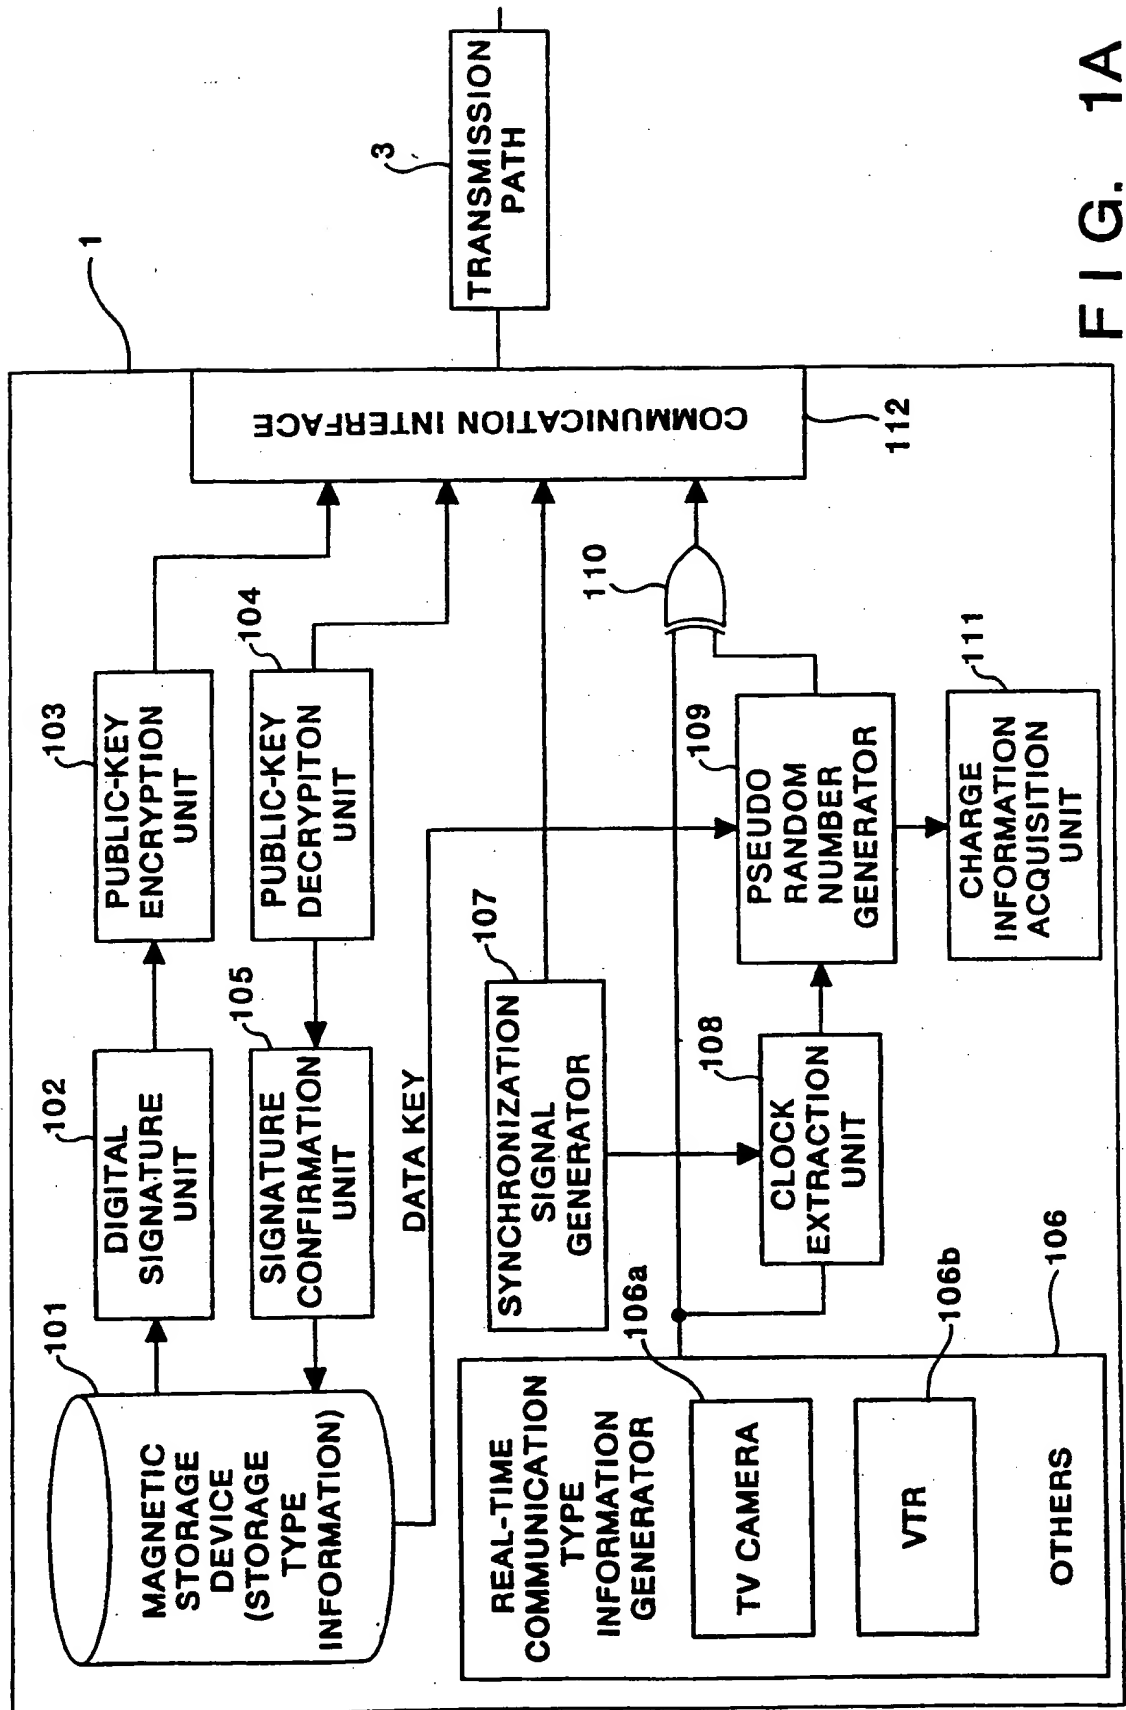 1
101
MAGNETIC
STORAGE
DEVICE
(STORAGE
TYPE
INFORMATION)
102
DIGITAL
SIGNATURE
UNIT
103
PUBLIC-KEY
ENCRYPTION
UNIT
105
SIGNATURE
CONFIRMATION
UNIT
104
PUBLIC-KEY
DECRYPITON
UNIT
DATA KEY
COMMUNICATION INTERFACE
112
3
TRANSMISSION
PATH
107
SYNCHRONIZATION
SIGNAL
GENERATOR
REAL-TIME
COMMUNICATION
TYPE
INFORMATION
GENERATOR
106a
TV CAMERA
106b
VTR
OTHERS
106
108
CLOCK
EXTRACTION
UNIT
109
PSEUDO
RANDOM
NUMBER
GENERATOR
110
111
CHARGE
INFORMATION
ACQUISITION
UNIT
FIG. 1A